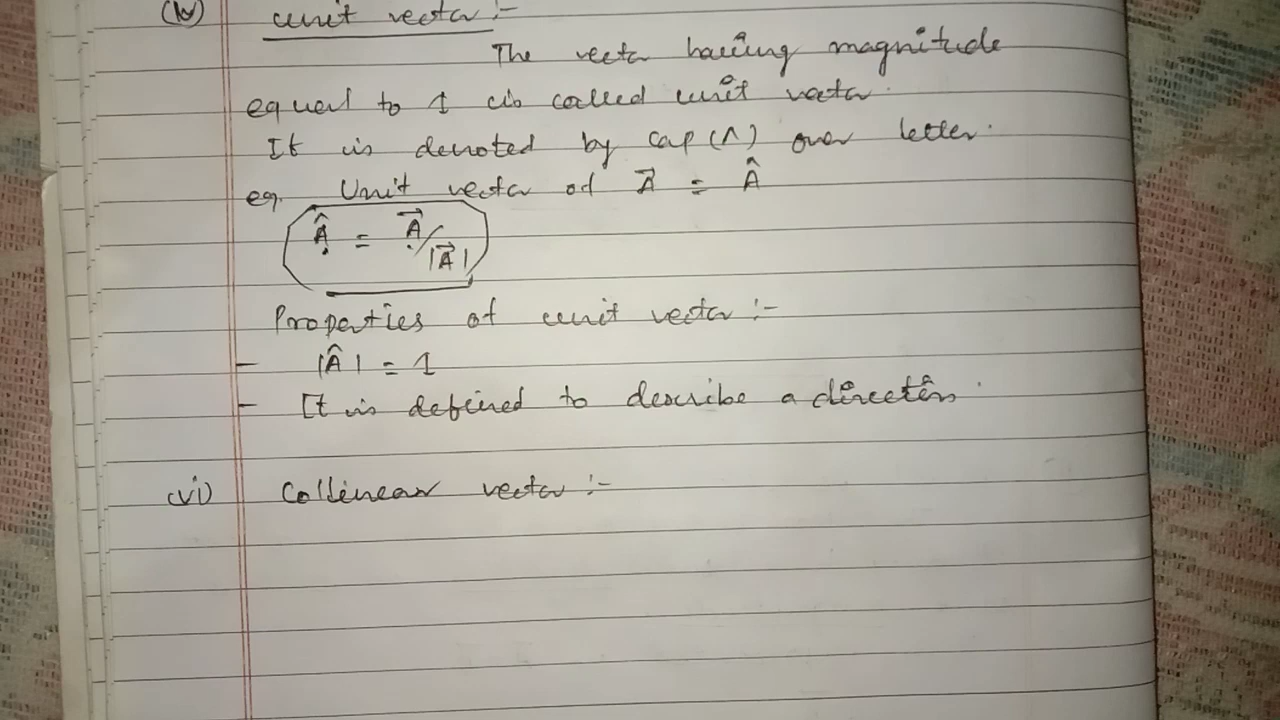 (iv) unit vector :-
The vector having magnitude
equal to 1 is called unit vector.
It is denoted by cap (^) over letter.
eg. Unit vector of A⃗ = Â
Â = A⃗/|A⃗|
Properties of unit vector :-
- |Â| = 1
- It is defined to describe a direction.
(vi) Collinear vector :-